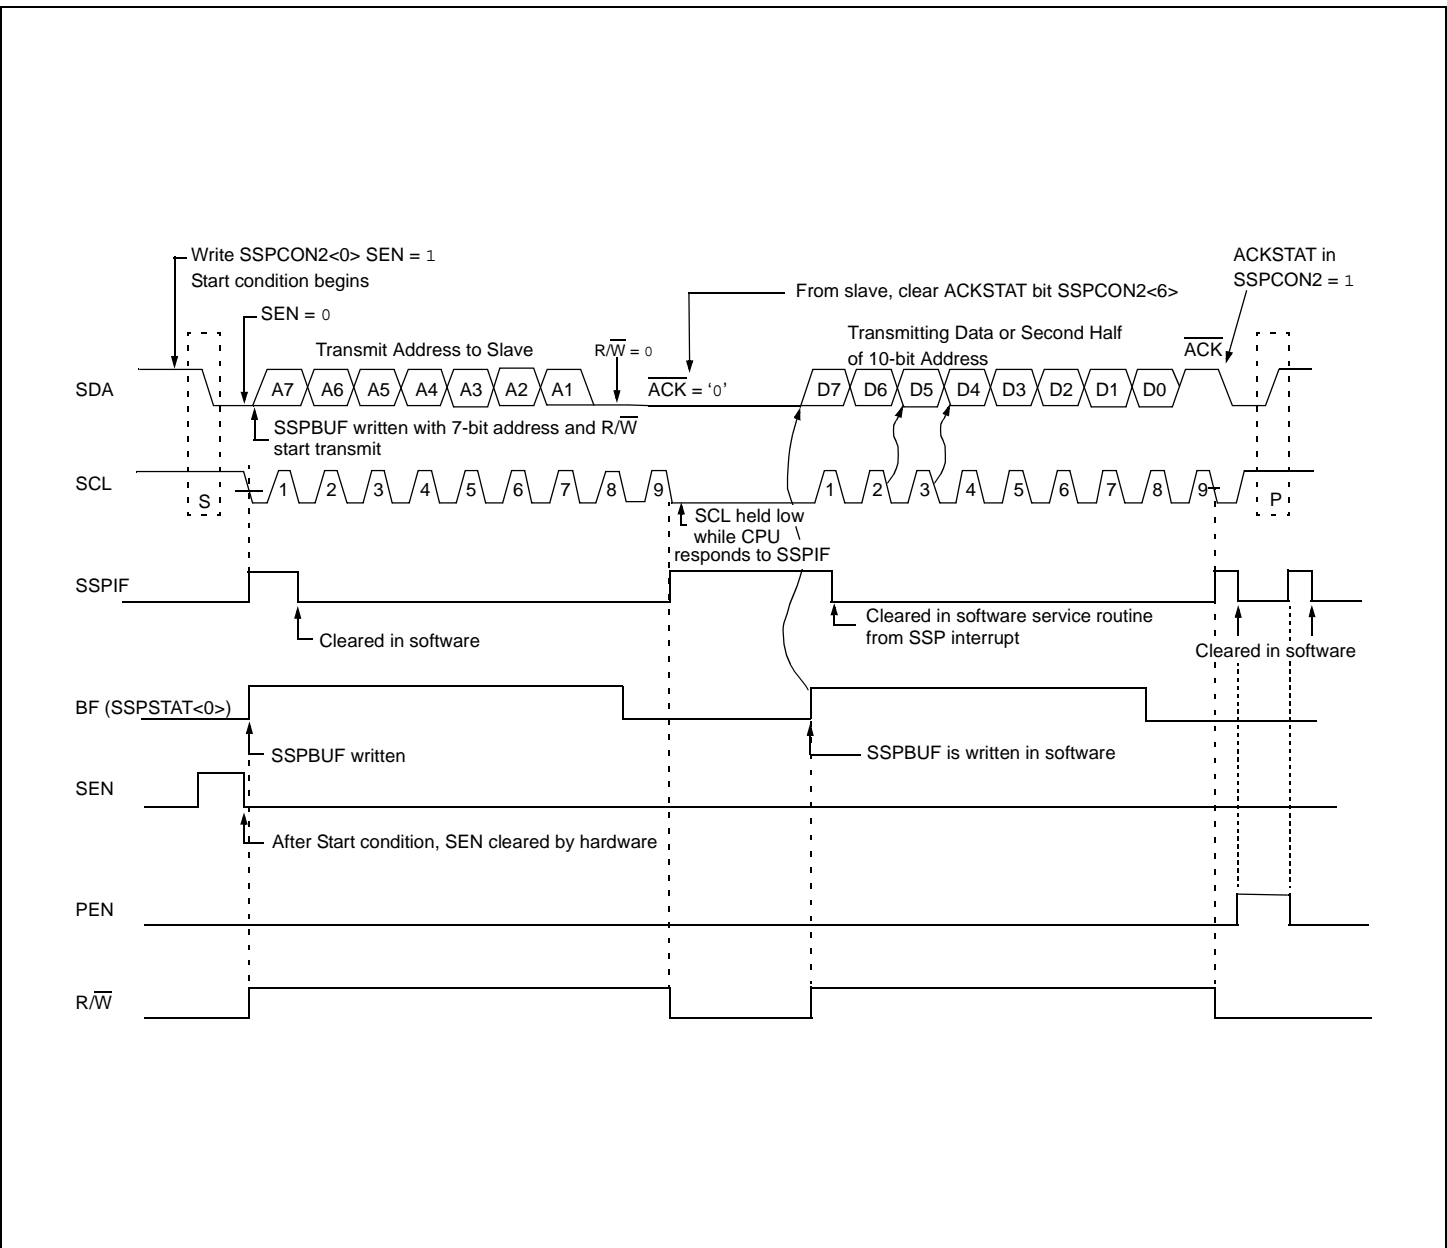 Write SSPCON2<0> SEN = 1
Start condition begins
ACKSTAT in
SSPCON2 = 1
From slave, clear ACKSTAT bit SSPCON2<6>
SEN = 0
Transmit Address to Slave
R/W̅ = 0
Transmitting Data or Second Half
of 10-bit Address
A̅C̅K̅
SDA
A7 A6 A5 A4 A3 A2 A1
A̅C̅K̅ = ‘0’
D7 D6 D5 D4 D3 D2 D1 D0
SSPBUF written with 7-bit address and R/W̅
start transmit
SCL
S
1 2 3 4 5 6 7 8 9
1 2 3 4 5 6 7 8 9
P
SCL held low
while CPU
responds to SSPIF
SSPIF
Cleared in software
Cleared in software service routine
from SSP interrupt
Cleared in software
BF (SSPSTAT<0>)
SSPBUF written
SSPBUF is written in software
SEN
After Start condition, SEN cleared by hardware
PEN
R/W̅